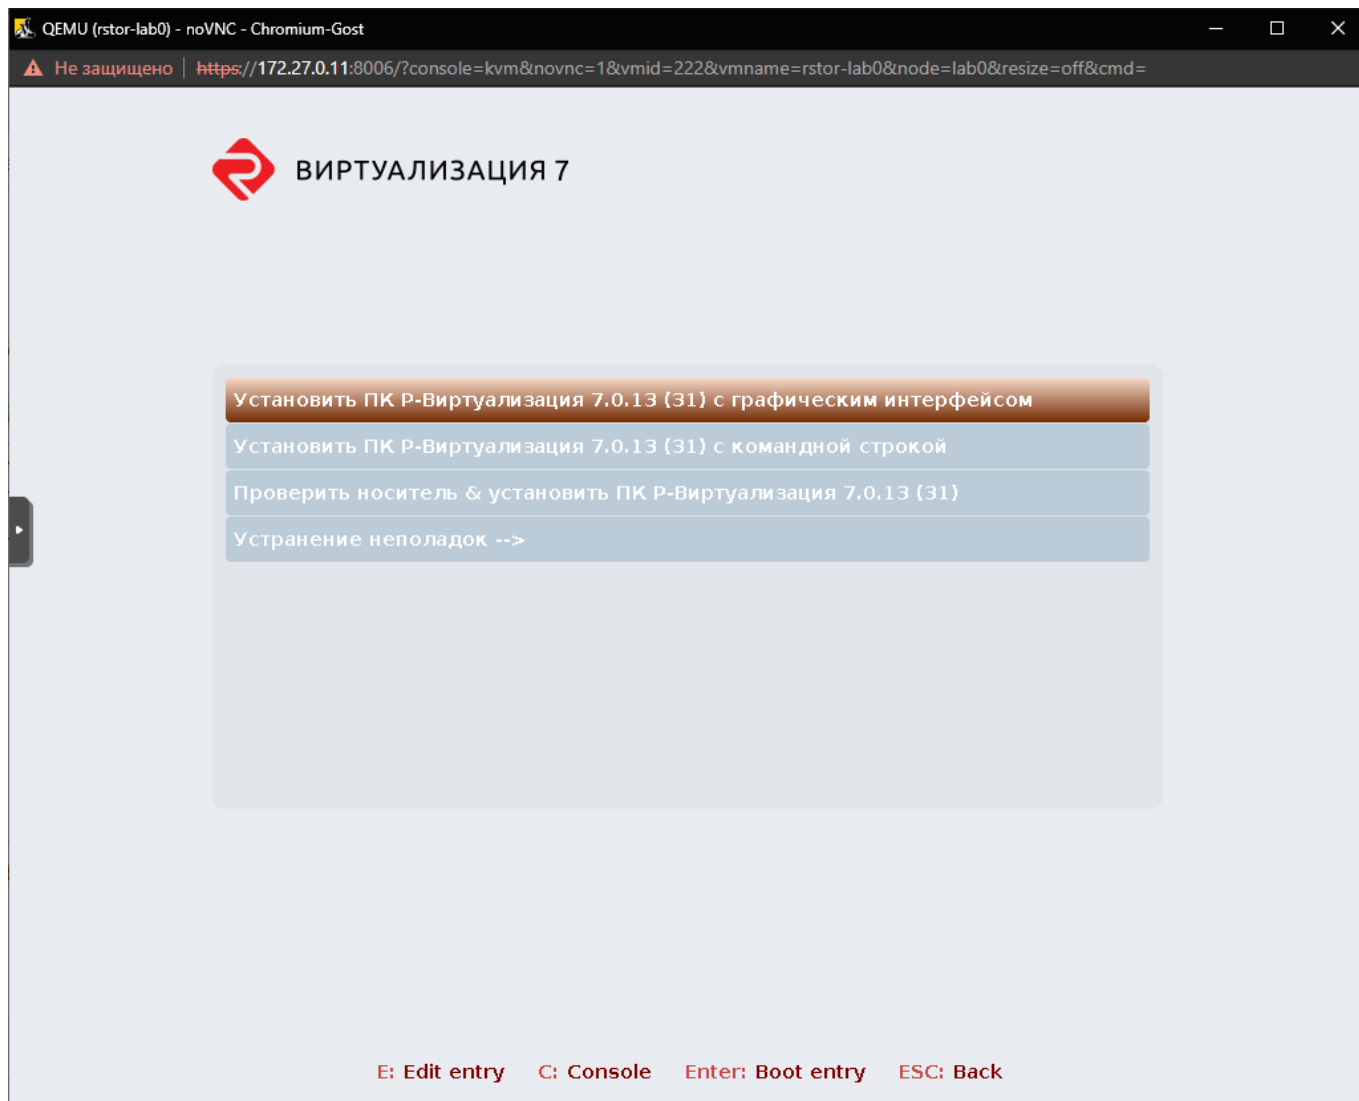 QEMU (rstor-lab0) - noVNC - Chromium-Gost
Не защищено | https://172.27.0.11:8006/?console=kvm&novnc=1&vmid=222&vmname=rstor-lab0&node=lab0&resize=off&cmd=
ВИРТУАЛИЗАЦИЯ 7
Установить ПК Р-Виртуализация 7.0.13 (31) с графическим интерфейсом
Установить ПК Р-Виртуализация 7.0.13 (31) с командной строкой
Проверить носитель & установить ПК Р-Виртуализация 7.0.13 (31)
Устранение неполадок -->
E: Edit entry C: Console Enter: Boot entry ESC: Back